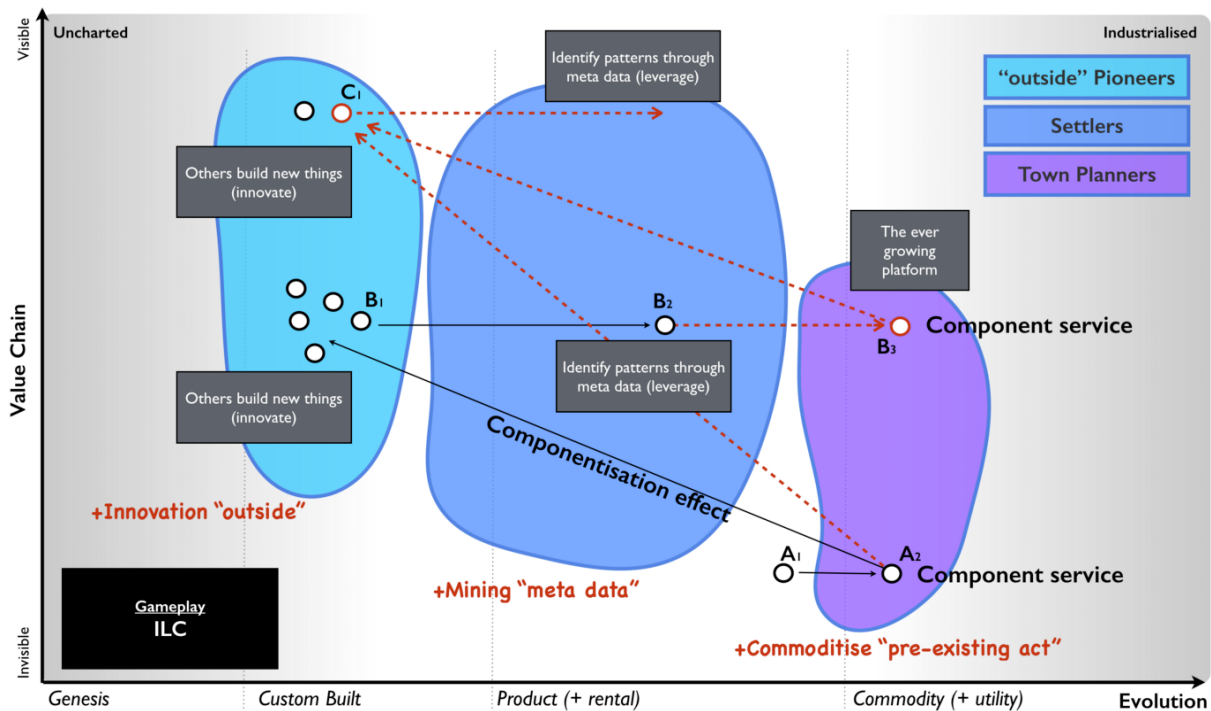 Visible
Uncharted
Industrialised
Identify patterns through
meta data (leverage)
"outside" Pioneers
Settlers
Town Planners
C1
Others build new things
(innovate)
The ever
growing
platform
B1
B2
B3
Component service
Identify patterns through
meta data (leverage)
Value Chain
Others build new things
(innovate)
Componentisation effect
+Innovation "outside"
A1
A2
Component service
+Mining "meta data"
Gameplay
ILC
+Commoditise "pre-existing act"
Invisible
Genesis
Custom Built
Product (+ rental)
Commodity (+ utility)
Evolution